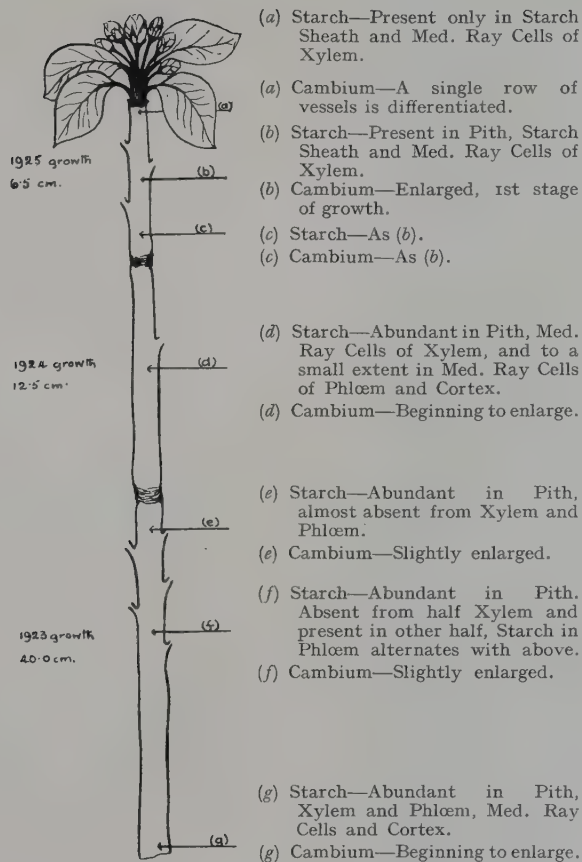 (a)
1925 growth
6·5 cm.
(b)
(c)
1924 growth
12·5 cm.
(d)
(e)
1923 growth
20·0 cm.
(f)
(g)
(a) Starch—Present only in Starch
Sheath and Med. Ray Cells of
Xylem.
(a) Cambium—A single row of
vessels is differentiated.
(b) Starch—Present in Pith, Starch
Sheath and Med. Ray Cells of
Xylem.
(b) Cambium—Enlarged, 1st stage
of growth.
(c) Starch—As (b).
(c) Cambium—As (b).
(d) Starch—Abundant in Pith, Med.
Ray Cells of Xylem, and to a
small extent in Med. Ray Cells
of Phlœm and Cortex.
(d) Cambium—Beginning to enlarge.
(e) Starch—Abundant in Pith,
almost absent from Xylem and
Phlœm.
(e) Cambium—Slightly enlarged.
(f) Starch—Abundant in Pith.
Absent from half Xylem and
present in other half, Starch in
Phlœm alternates with above.
(f) Cambium—Slightly enlarged.
(g) Starch—Abundant in Pith,
Xylem and Phlœm, Med. Ray
Cells and Cortex.
(g) Cambium—Beginning to enlarge.